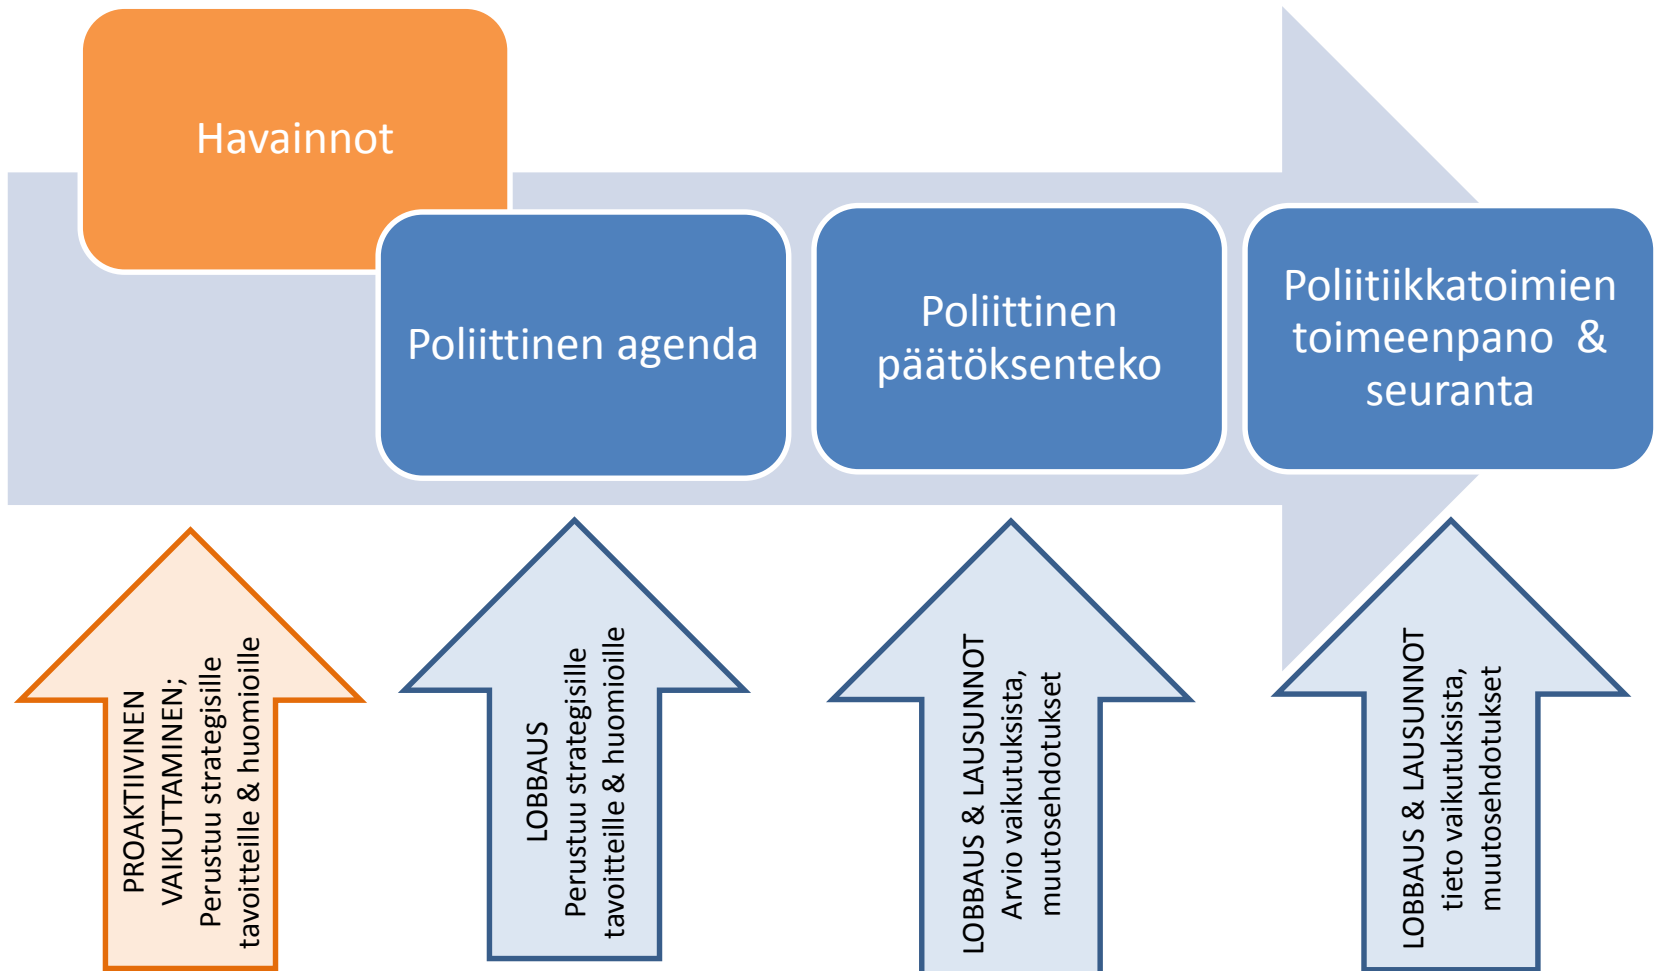 Havainnot
Poliittinen agenda
Poliittinen
päätöksenteko
Poliitiikkatoimien
toimeenpano &
seuranta
PROAKTIIVINEN
VAIKUTTAMINEN;
Perustuu strategisille
tavoitteille & huomioille
LOBBAUS
Perustuu strategisille
tavoitteille & huomioille
LOBBAUS & LAUSUNNOT
Arvio vaikutuksista,
muutosehdotukset
LOBBAUS & LAUSUNNOT
tieto vaikutuksista,
muutosehdotukset